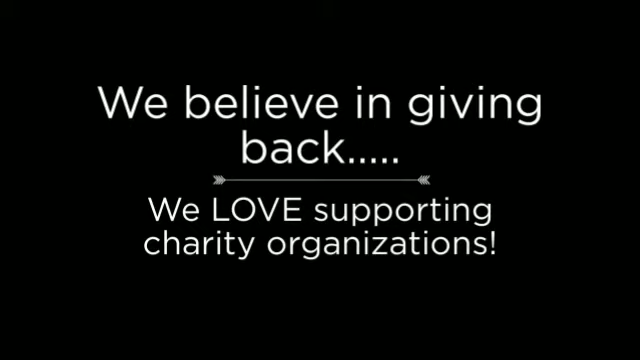 We believe in giving
back.....
We LOVE supporting
charity organizations!